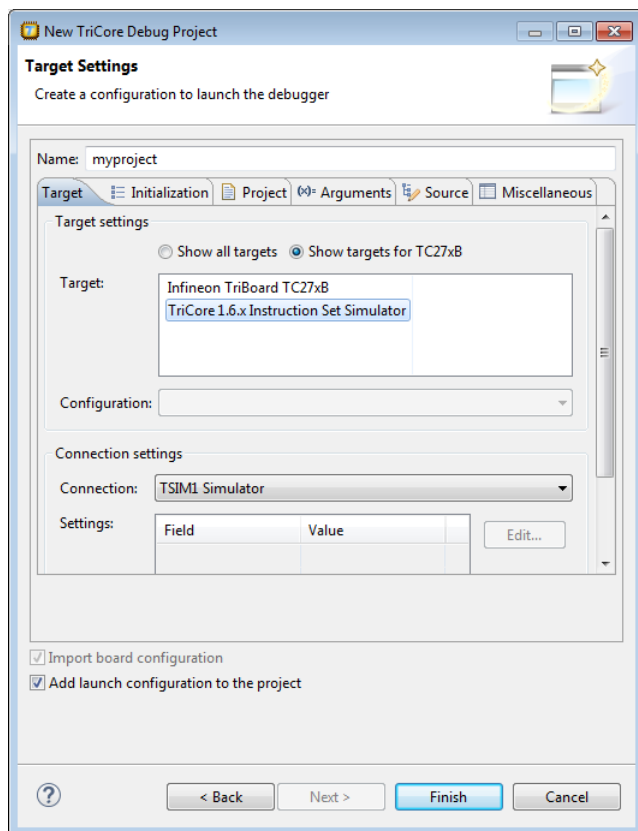 New TriCore Debug Project
Target Settings
Create a configuration to launch the debugger
Name: myproject
Target Initialization Project (x)= Arguments Source Miscellaneous
Target settings
Show all targets Show targets for TC27xB
Target: Infineon TriBoard TC27xB
TriCore 1.6.x Instruction Set Simulator
Configuration:
Connection settings
Connection: TSIM1 Simulator
Settings: Field Value Edit...
Import board configuration
Add launch configuration to the project
? < Back Next > Finish Cancel